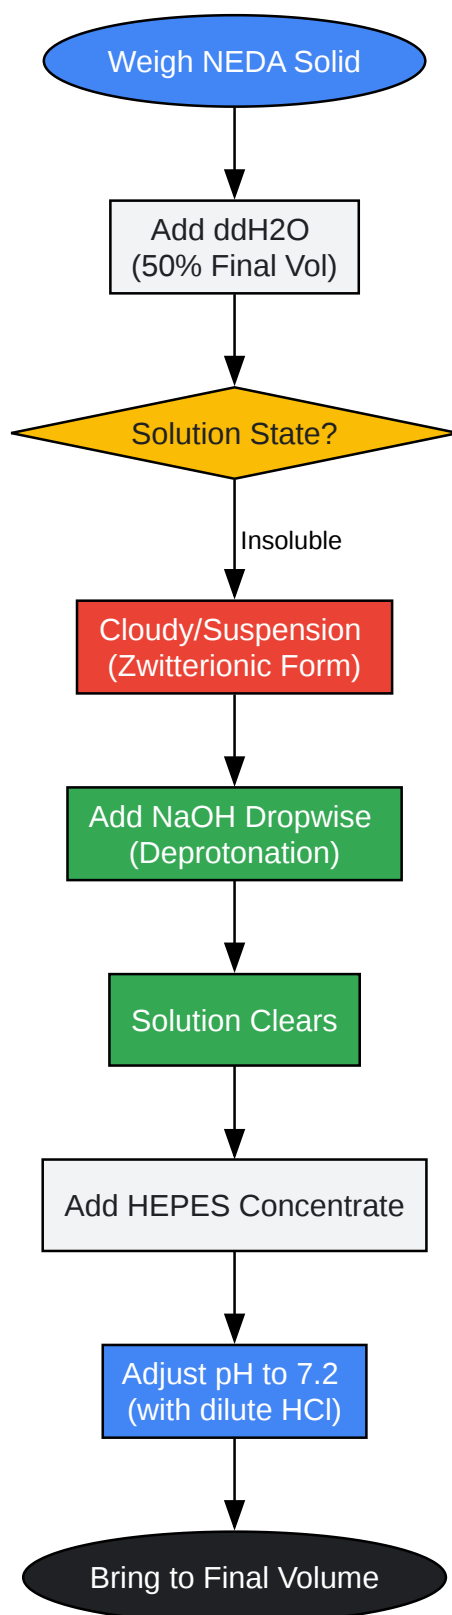 Weigh NEDA Solid
Add ddH2O
(50% Final Vol)
Solution State?
Insoluble
Cloudy/Suspension
(Zwitterionic Form)
Add NaOH Dropwise
(Deprotonation)
Solution Clears
Add HEPES Concentrate
Adjust pH to 7.2
(with dilute HCl)
Bring to Final Volume